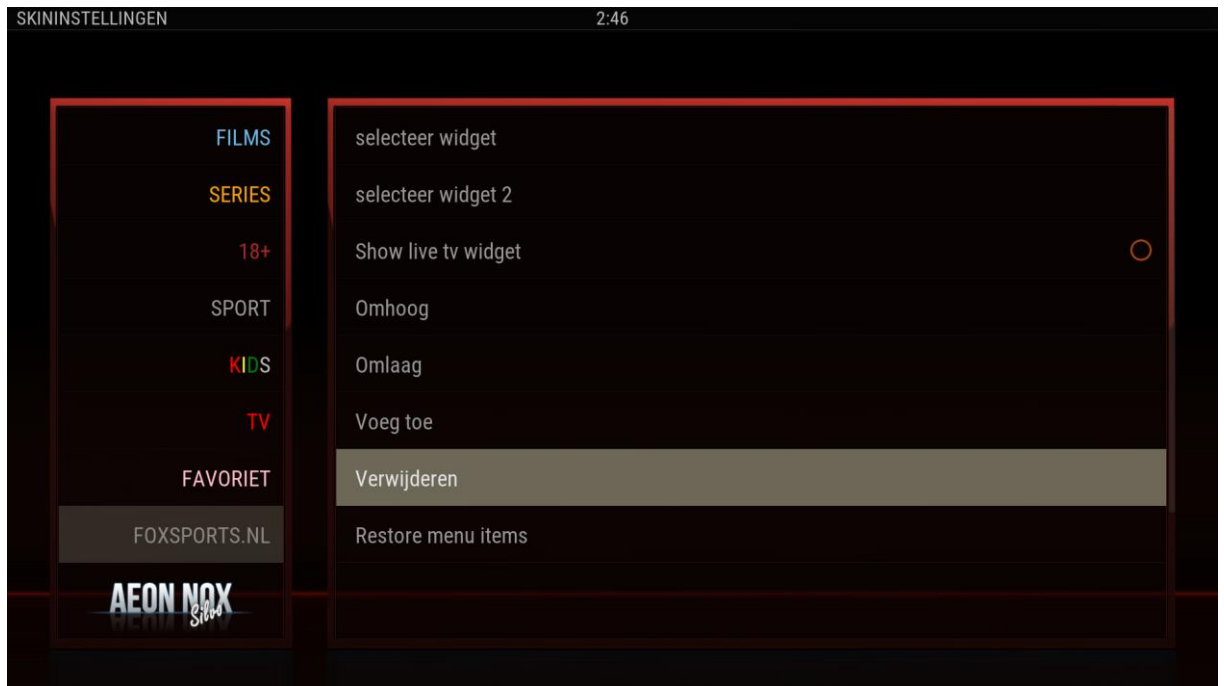 SKININSTELLINGEN
2:46
FILMS
SERIES
18+
SPORT
KIDS
TV
FAVORIET
FOXSPORTS.NL
AEON NOX
Silvo
selecteer widget
selecteer widget 2
Show live tv widget
Omhoog
Omlaag
Voeg toe
Verwijderen
Restore menu items